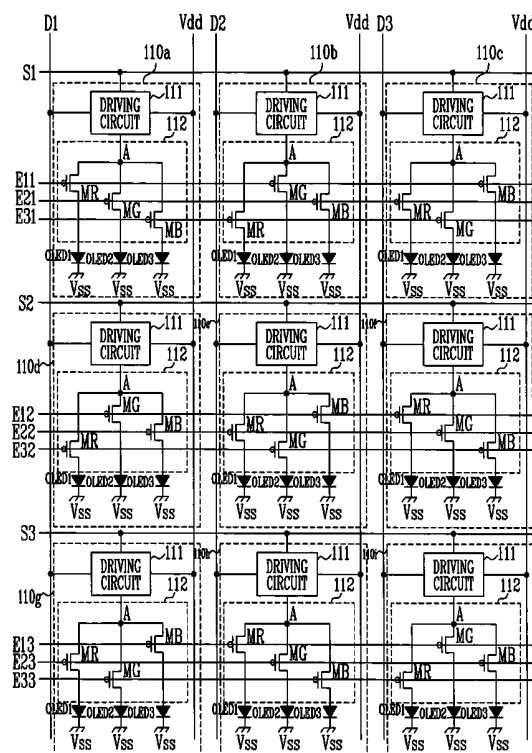 D1 Vdd D2 Vdd D3 Vdd
110a 110b 110c
S1
111 111 111
DRIVING CIRCUIT DRIVING CIRCUIT DRIVING CIRCUIT
112 112 112
A A A
E11
MR MG MB
E21
MG MB MR
E31
MB MR MG
OLED1 OLED2 OLED3 OLED1 OLED2 OLED3 OLED1 OLED2 OLED3
Vss Vss Vss Vss Vss Vss Vss Vss Vss
S2
111 111 111
DRIVING CIRCUIT DRIVING CIRCUIT DRIVING CIRCUIT
110d
112 112 112
A A A
E12
MG MB MR
E22
MB MR MG
E32
MR MG MB
OLED1 OLED2 OLED3 OLED1 OLED2 OLED3 OLED1 OLED2 OLED3
Vss Vss Vss Vss Vss Vss Vss Vss Vss
S3
111 111 111
DRIVING CIRCUIT DRIVING CIRCUIT DRIVING CIRCUIT
110g
112 112 112
A A A
E13
MB MR MG
E23
MR MG MB
E33
MG MB MR
OLED1 OLED2 OLED3 OLED1 OLED2 OLED3 OLED1 OLED2 OLED3
Vss Vss Vss Vss Vss Vss Vss Vss Vss